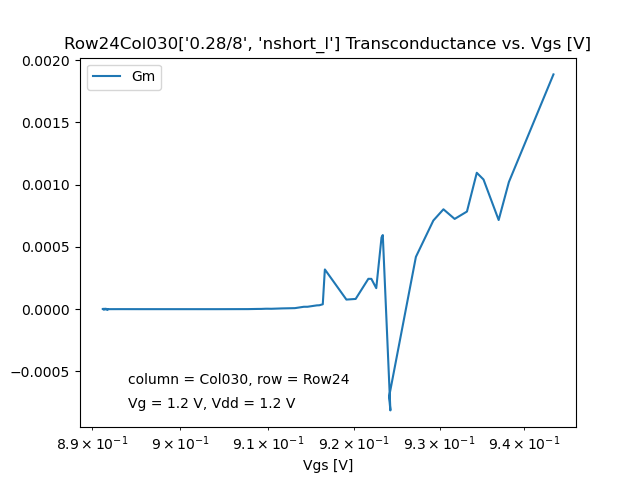 Row24Col030['0.28/8', 'nshort_l'] Transconductance vs. Vgs [V]
Gm
0.0020
0.0015
0.0010
0.0005
0.0000
−0.0005
column = Col030, row = Row24
Vg = 1.2 V, Vdd = 1.2 V
8.9 × 10⁻¹ 9 × 10⁻¹ 9.1 × 10⁻¹ 9.2 × 10⁻¹ 9.3 × 10⁻¹ 9.4 × 10⁻¹
Vgs [V]